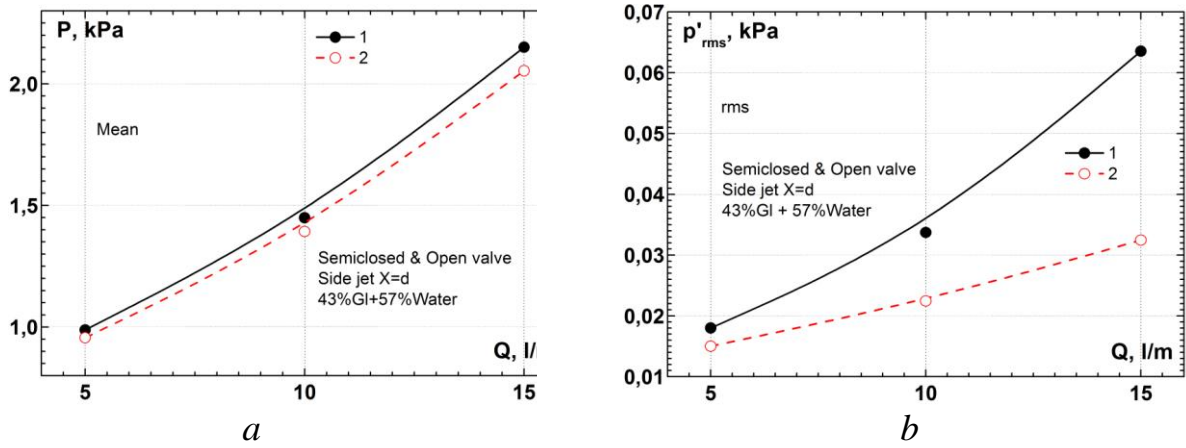 P, kPa
1
2
2,0
Mean
1,5
Semiclosed & Open valve
Side jet X=d
43%Gl+57%Water
1,0
Q, l/
5 10 15
a
0,07
p'rms, kPa
0,06
rms
0,05
1
2
Semiclosed & Open valve
Side jet X=d
43%Gl + 57%Water
0,04
0,03
0,02
Q, l/m
0,01
5 10 15
b